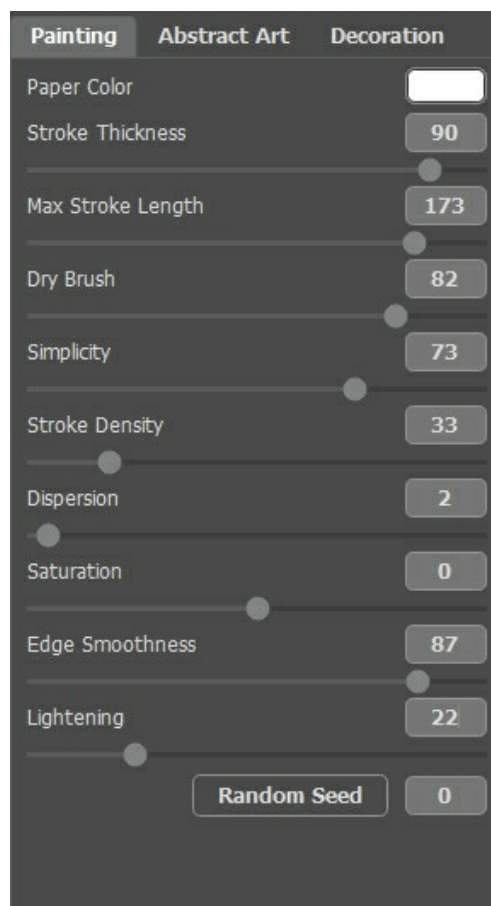 Painting Abstract Art Decoration
Paper Color
Stroke Thickness 90
Max Stroke Length 173
Dry Brush 82
Simplicity 73
Stroke Density 33
Dispersion 2
Saturation 0
Edge Smoothness 87
Lightening 22
Random Seed 0